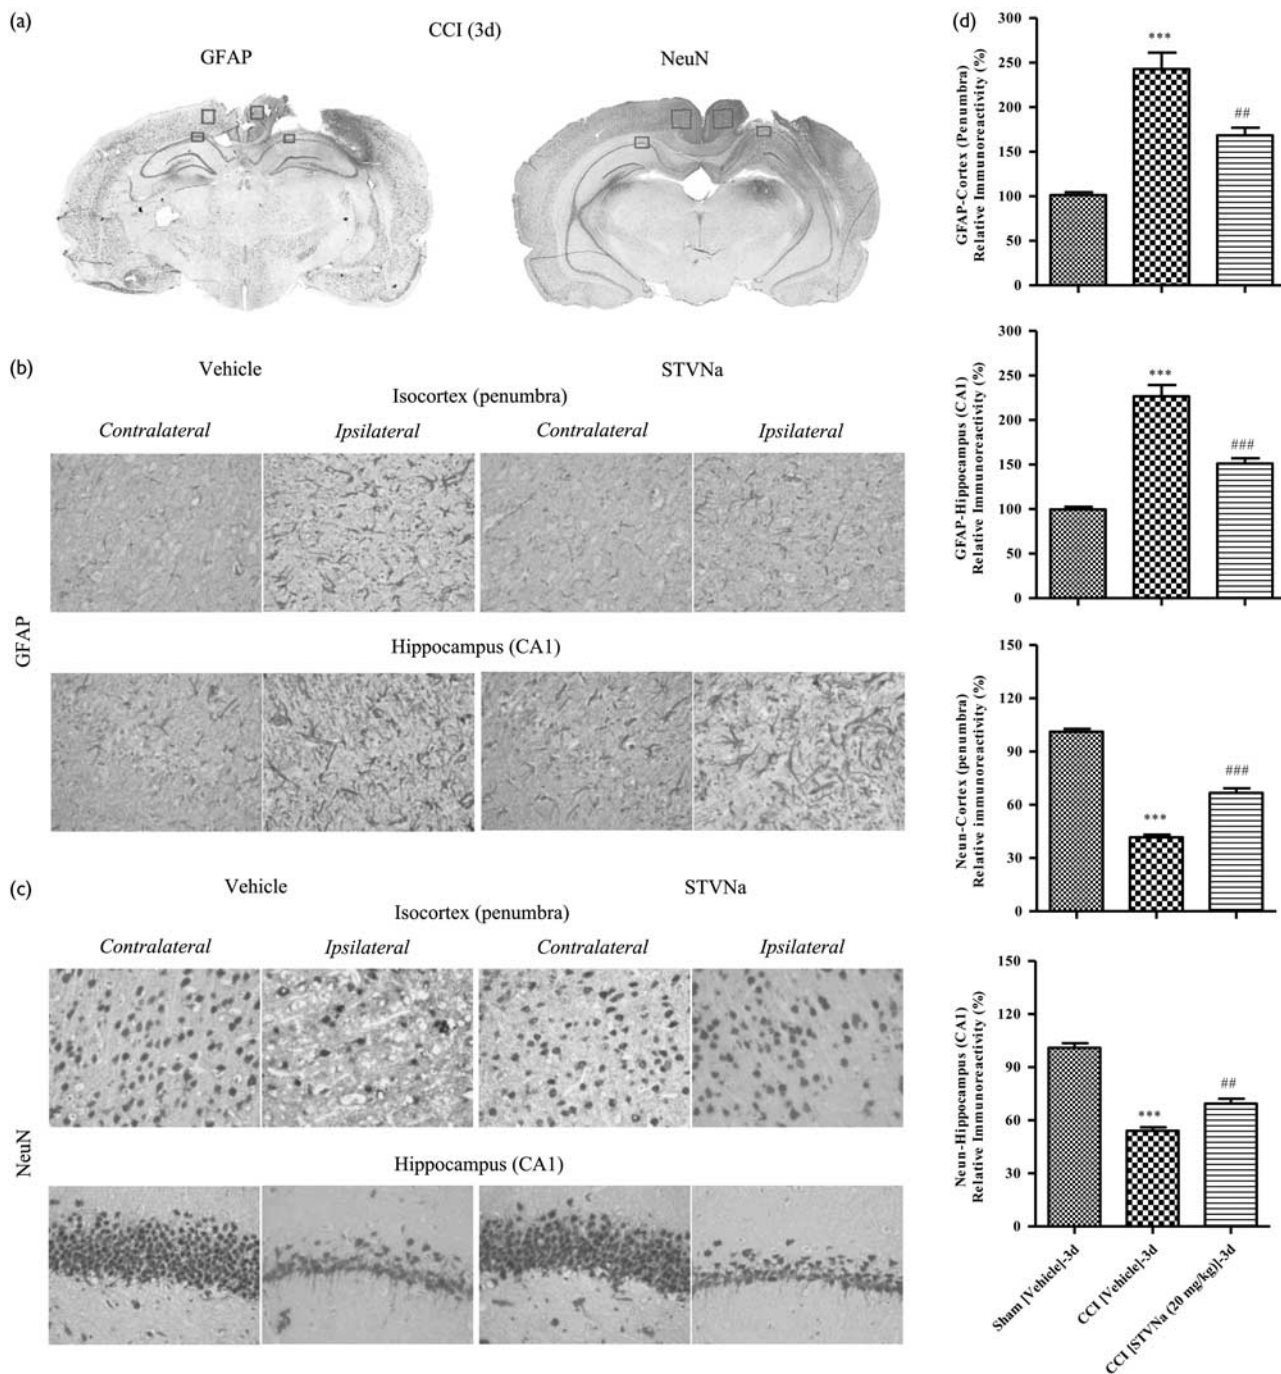 (a)
CCI (3d)
GFAP
NeuN
(b)
Vehicle
STVNa
Isocortex (penumbra)
Contralateral
Ipsilateral
Contralateral
Ipsilateral
Hippocampus (CA1)
GFAP
(c)
Vehicle
STVNa
Isocortex (penumbra)
Contralateral
Ipsilateral
Contralateral
Ipsilateral
Hippocampus (CA1)
NeuN
(d)
GFAP-Cortex (Penumbra)
Relative Immunoreactivity (%)
300
250
200
150
100
50
0
***
##
GFAP-Hippocampus (CA1)
Relative Immunoreactivity (%)
300
250
200
150
100
50
0
***
###
Neun-Cortex (penumbra)
Relative immunoreactivity (%)
150
120
90
60
30
0
***
###
Neun-Hippocampus (CA1)
Relative Immunoreactivity (%)
150
120
90
60
30
0
***
##
Sham [Vehicle]-3d
CCI [Vehicle]-3d
CCI [STVNa (20 mg/kg)]-3d